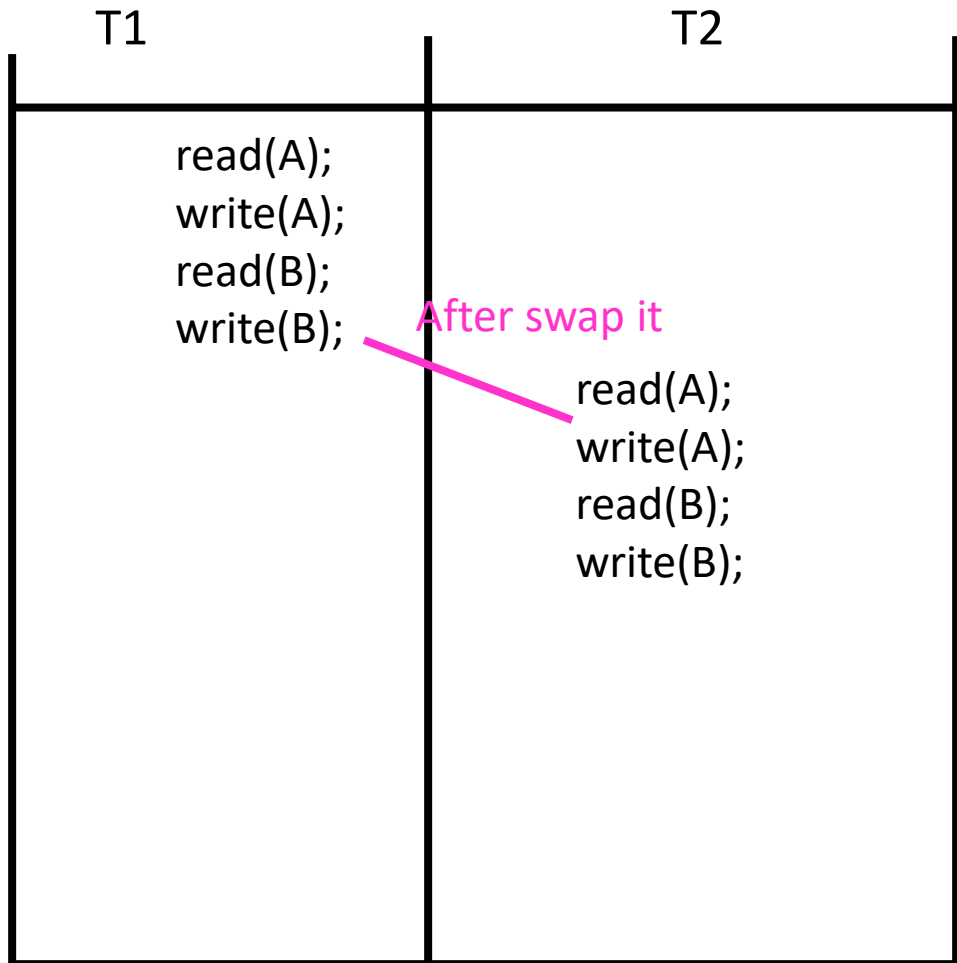 T1 T2
read(A);
write(A);
read(B);
write(B);
After swap it
read(A);
write(A);
read(B);
write(B);